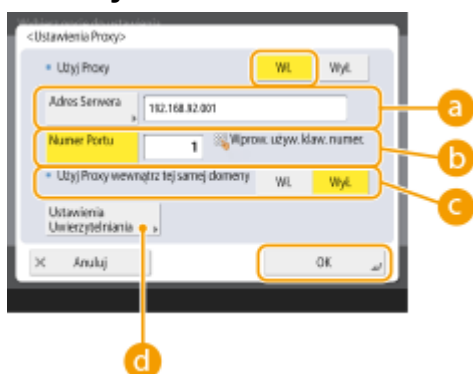 <Ustawienia Proxy>
Użyj Proxy Wł. Wył.
Adres Serwera 192.168.92.001 a
Numer Portu 1 Wprow. używ. klaw. numer. b
Użyj Proxy wewnątrz tej samej domeny Wł. Wył. c
Ustawienia
Uwierzytelniania
Anuluj OK
d